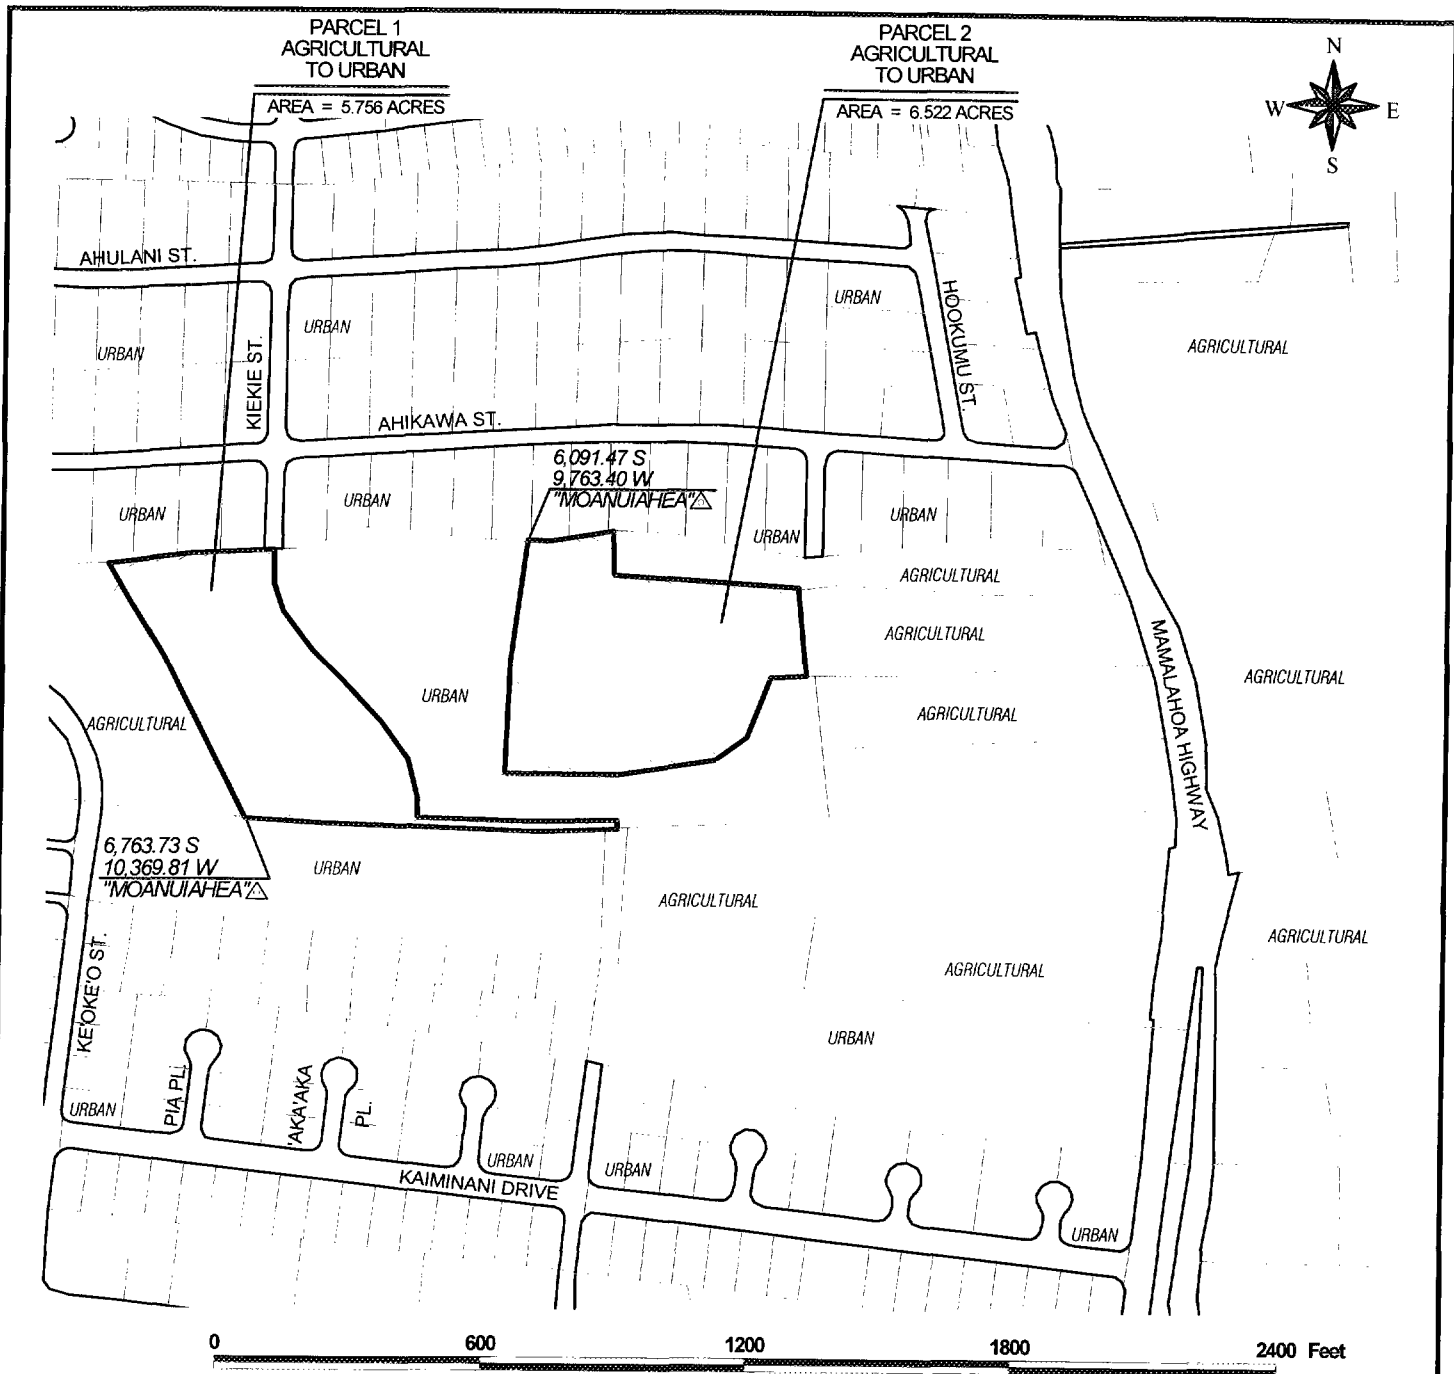 PARCEL 1
AGRICULTURAL
TO URBAN
AREA = 5.756 ACRES
PARCEL 2
AGRICULTURAL
TO URBAN
AREA = 6.522 ACRES
N
W
E
S
AHULANI ST.
URBAN
URBAN
URBAN
KIEKIE ST.
HOOKUMU ST.
AGRICULTURAL
AHIKAWA ST.
6,091.47 S
9,763.40 W
"MOANUIAHEA"
URBAN
URBAN
URBAN
URBAN
AGRICULTURAL
AGRICULTURAL
MAMALAHOA HIGHWAY
AGRICULTURAL
URBAN
AGRICULTURAL
AGRICULTURAL
6,763.73 S
10,369.81 W
"MOANUIAHEA"
URBAN
AGRICULTURAL
AGRICULTURAL
AGRICULTURAL
KE'OKE'O ST.
URBAN
URBAN
PIA PL.
'AKA'AKA
PL.
URBAN
URBAN
KAIMINANI DRIVE
URBAN
0
600
1200
1800
2400 Feet